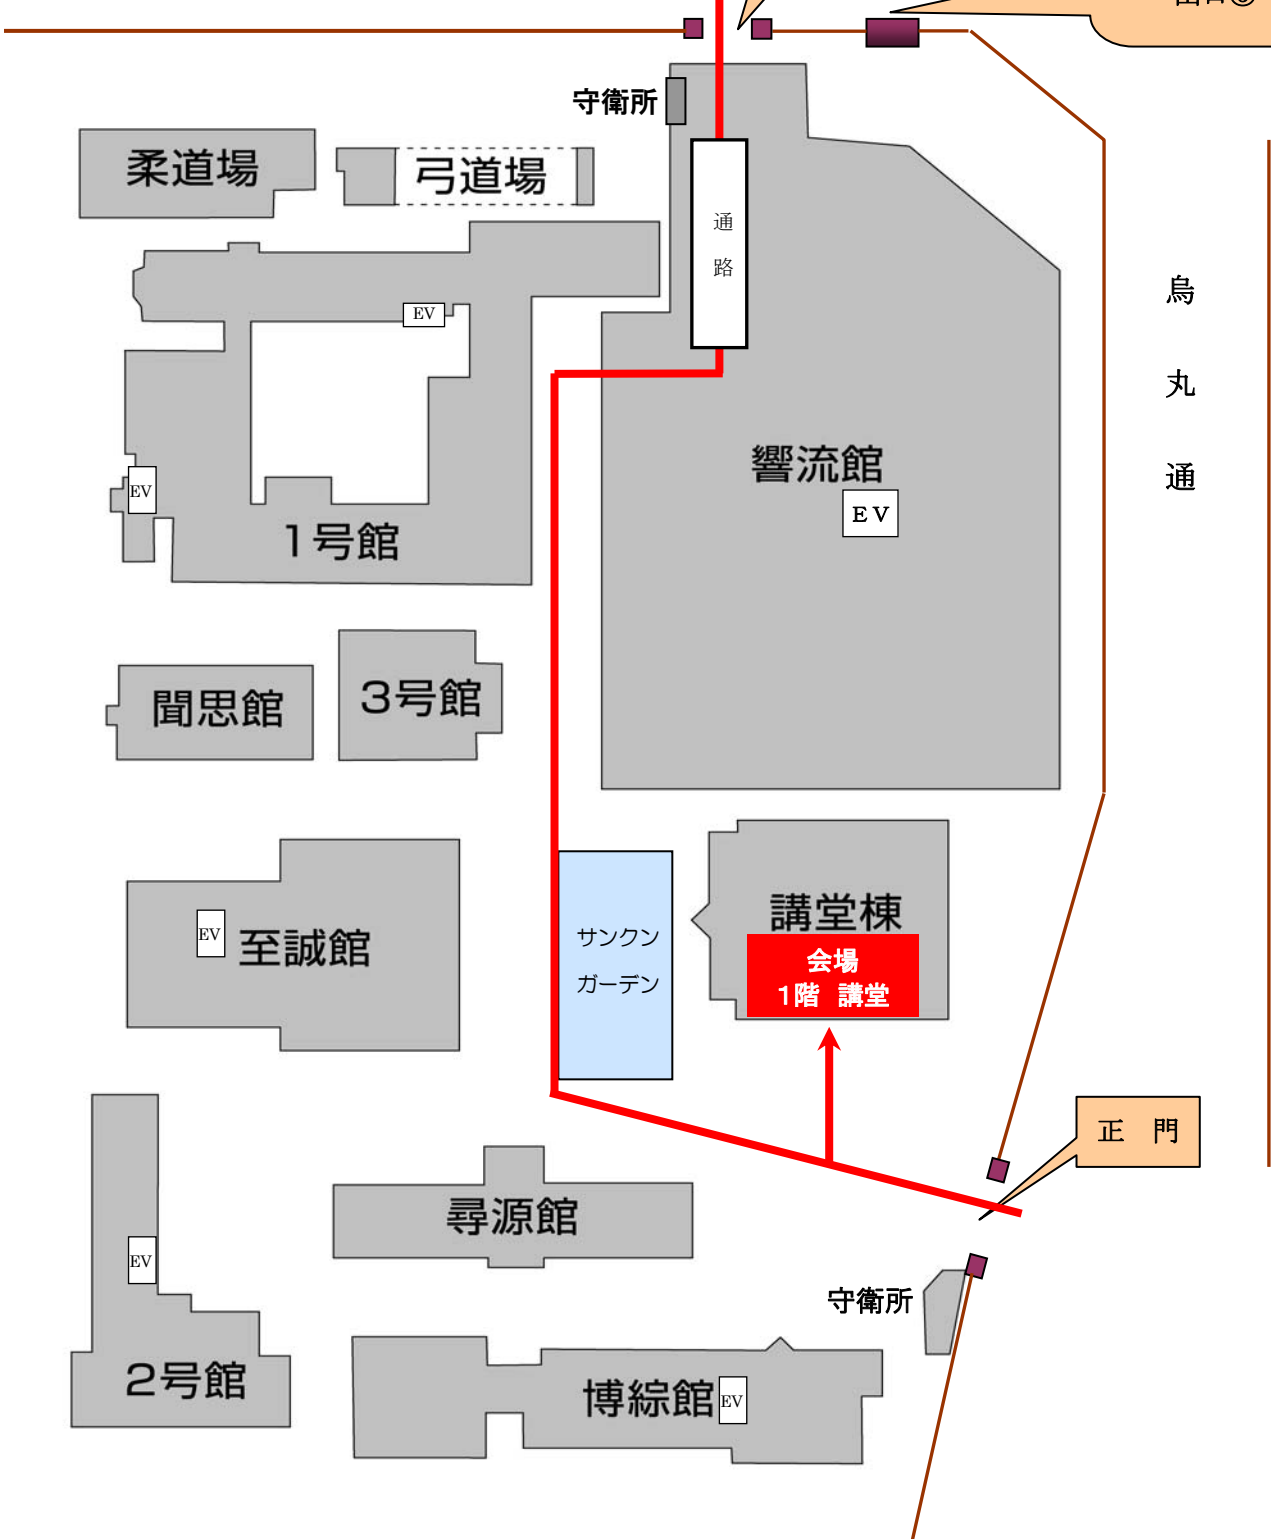 守衛所
柔道場
弓道場
通
路
烏
丸
通
EV
響流館
EV
EV
1号館
聞思館
3号館
講堂棟
会場
1階 講堂
サンクン
ガーデン
EV
至誠館
正 門
尋源館
EV
守衛所
2号館
博綜館
EV